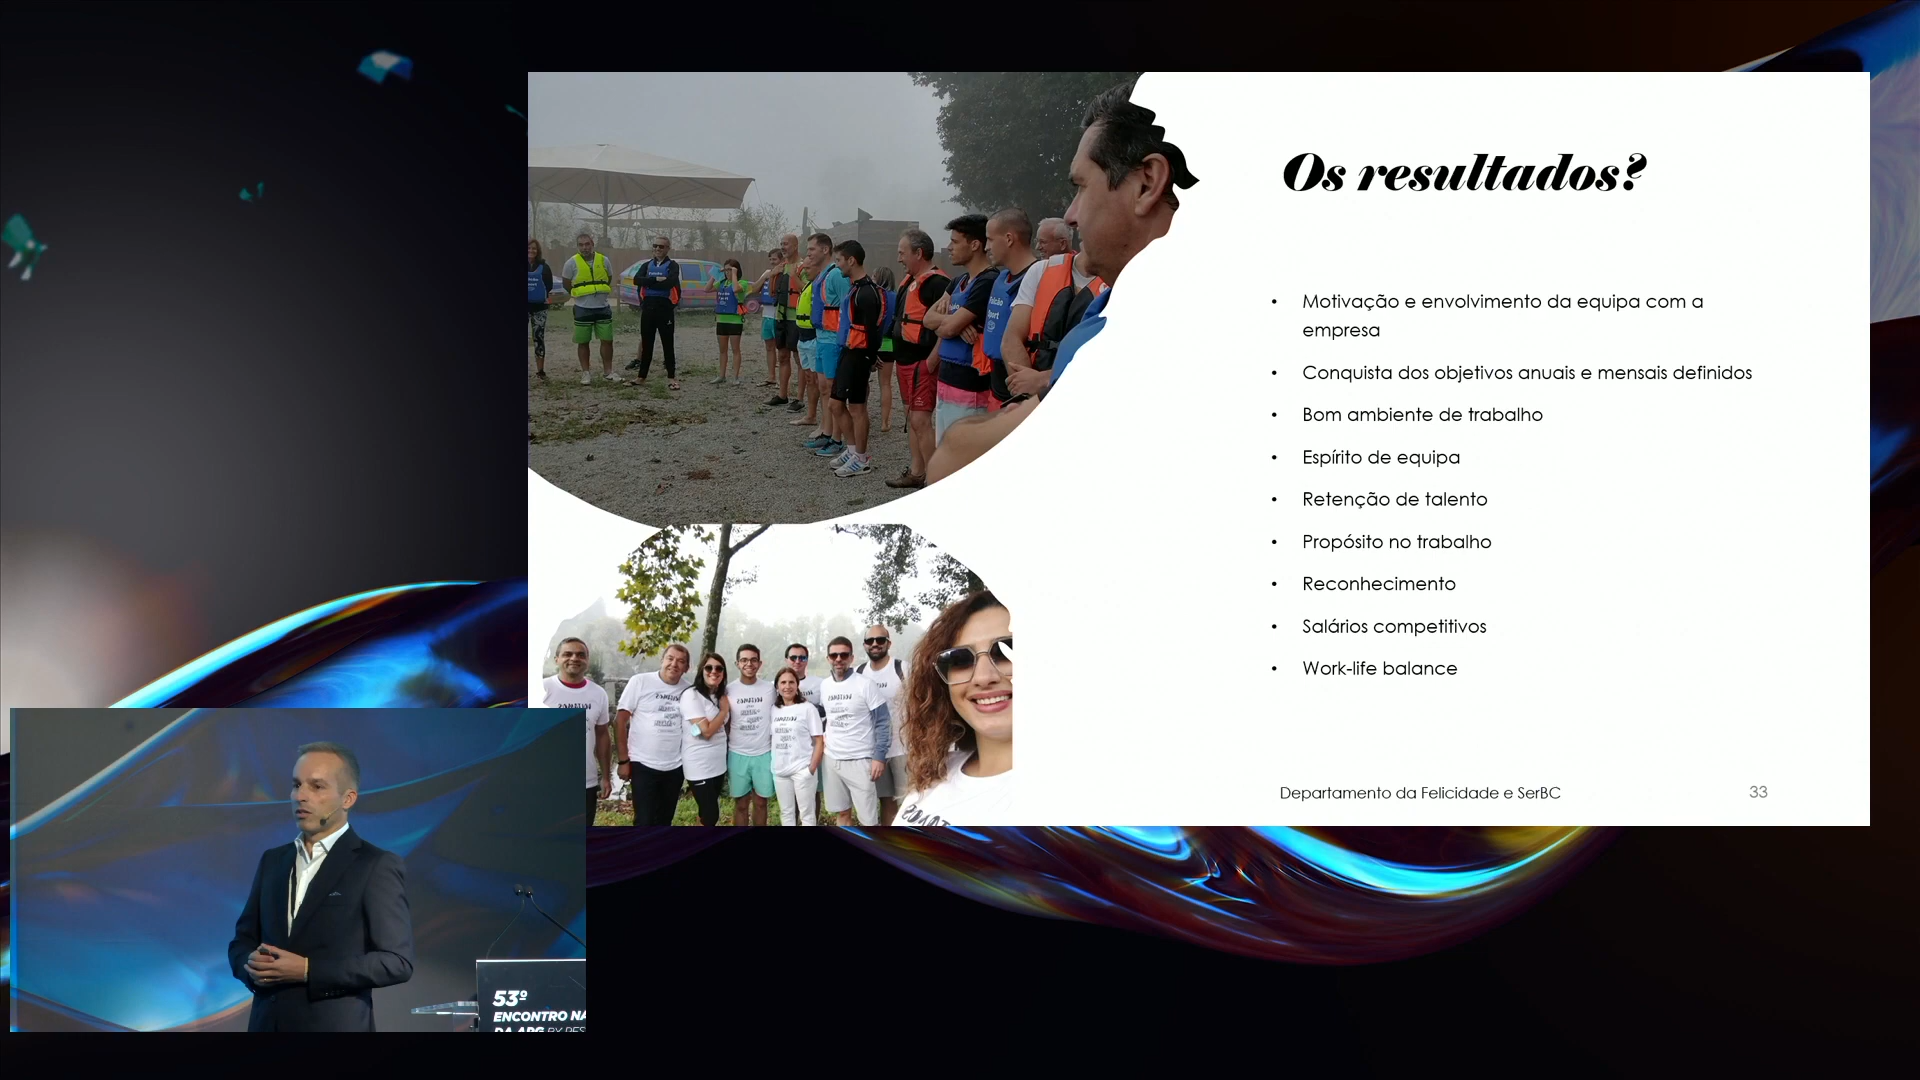 Os resultados?
• Motivação e envolvimento da equipa com a
empresa
• Conquista dos objetivos anuais e mensais definidos
• Bom ambiente de trabalho
• Espírito de equipa
• Retenção de talento
• Propósito no trabalho
• Reconhecimento
• Salários competitivos
• Work-life balance
Departamento da Felicidade e SerBC
33
53º
ENCONTRO NA
DA APG BY PES